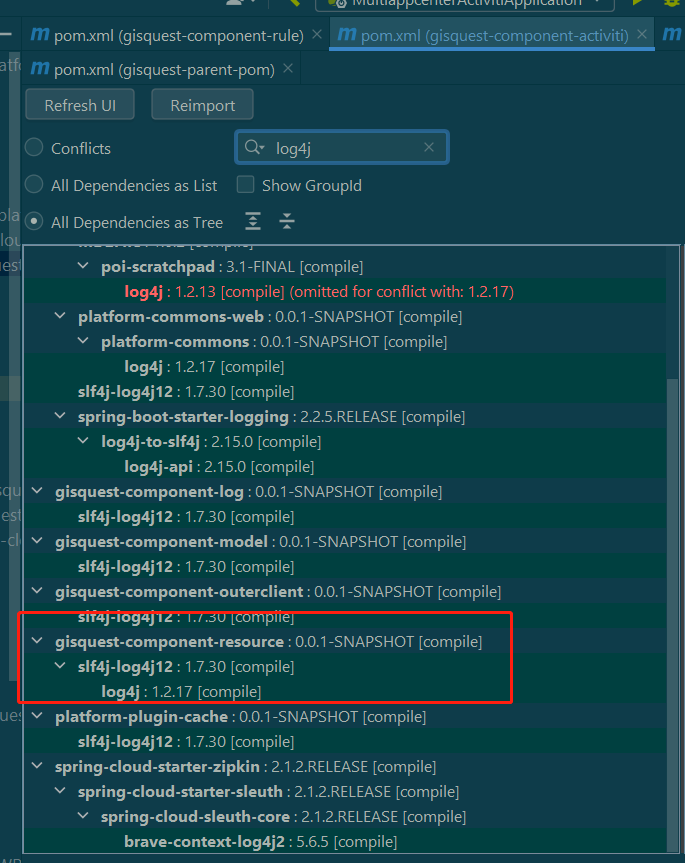 MultiappcenterActivitiApplication
pom.xml (gisquest-component-rule)
pom.xml (gisquest-component-activiti)
pom.xml (gisquest-parent-pom)
Refresh UI Reimport
Conflicts log4j
All Dependencies as List Show GroupId
All Dependencies as Tree
poi-scratchpad : 3.1-FINAL [compile]
log4j : 1.2.13 [compile] (omitted for conflict with: 1.2.17)
platform-commons-web : 0.0.1-SNAPSHOT [compile]
platform-commons : 0.0.1-SNAPSHOT [compile]
log4j : 1.2.17 [compile]
slf4j-log4j12 : 1.7.30 [compile]
spring-boot-starter-logging : 2.2.5.RELEASE [compile]
log4j-to-slf4j : 2.15.0 [compile]
log4j-api : 2.15.0 [compile]
gisquest-component-log : 0.0.1-SNAPSHOT [compile]
slf4j-log4j12 : 1.7.30 [compile]
gisquest-component-model : 0.0.1-SNAPSHOT [compile]
slf4j-log4j12 : 1.7.30 [compile]
gisquest-component-outerclient : 0.0.1-SNAPSHOT [compile]
slf4j-log4j12 : 1.7.30 [compile]
gisquest-component-resource : 0.0.1-SNAPSHOT [compile]
slf4j-log4j12 : 1.7.30 [compile]
log4j : 1.2.17 [compile]
platform-plugin-cache : 0.0.1-SNAPSHOT [compile]
slf4j-log4j12 : 1.7.30 [compile]
spring-cloud-starter-zipkin : 2.1.2.RELEASE [compile]
spring-cloud-starter-sleuth : 2.1.2.RELEASE [compile]
spring-cloud-sleuth-core : 2.1.2.RELEASE [compile]
brave-context-log4j2 : 5.6.5 [compile]